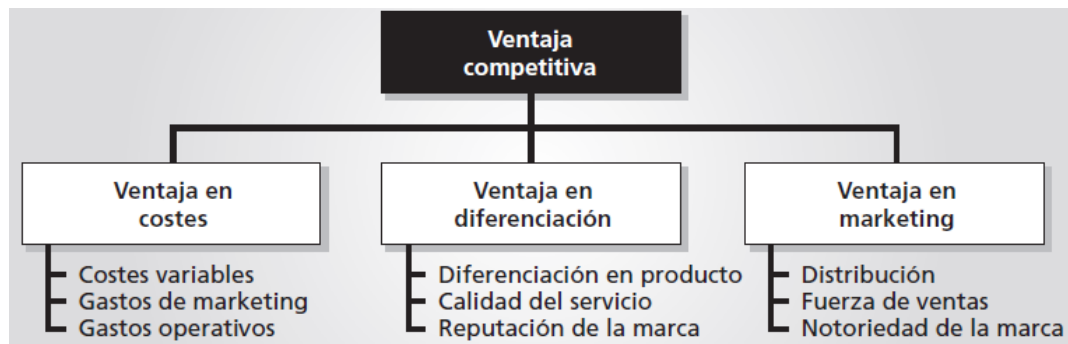 Ventaja
competitiva
Ventaja en
costes
Costes variables
Gastos de marketing
Gastos operativos
Ventaja en
diferenciación
Diferenciación en producto
Calidad del servicio
Reputación de la marca
Ventaja en
marketing
Distribución
Fuerza de ventas
Notoriedad de la marca